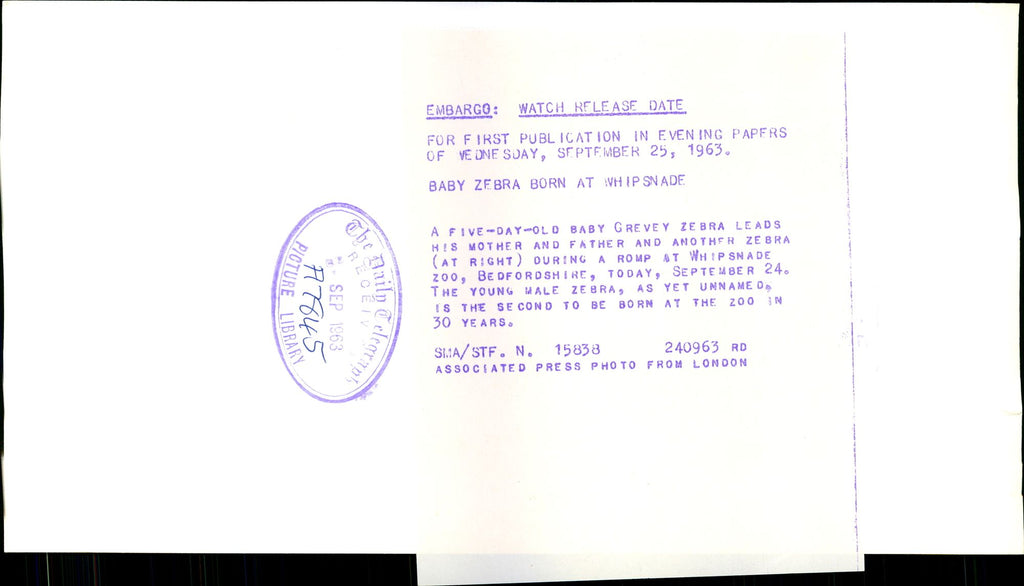 EMBARGO: WATCH RELEASE DATE
FOR FIRST PUBLICATION IN EVENING PAPERS
OF WEDNESDAY, SEPTEMBER 25, 1963.
BABY ZEBRA BORN AT WHIPSNADE
A FIVE-DAY-OLD BABY GREVEY ZEBRA LEADS
HIS MOTHER AND FATHER AND ANOTHER ZEBRA
(AT RIGHT) DURING A ROMP AT WHIPSNADE
ZOO, BEDFORDSHIRE, TODAY, SEPTEMBER 24.
THE YOUNG MALE ZEBRA, AS YET UNNAMED,
IS THE SECOND TO BE BORN AT THE ZOO IN
30 YEARS.
SMA/STF. N. 15838 240963 RD
ASSOCIATED PRESS PHOTO FROM LONDON
The Daily Telegraph
RECEIV
SEP 1963
PICTURE LIBRARY